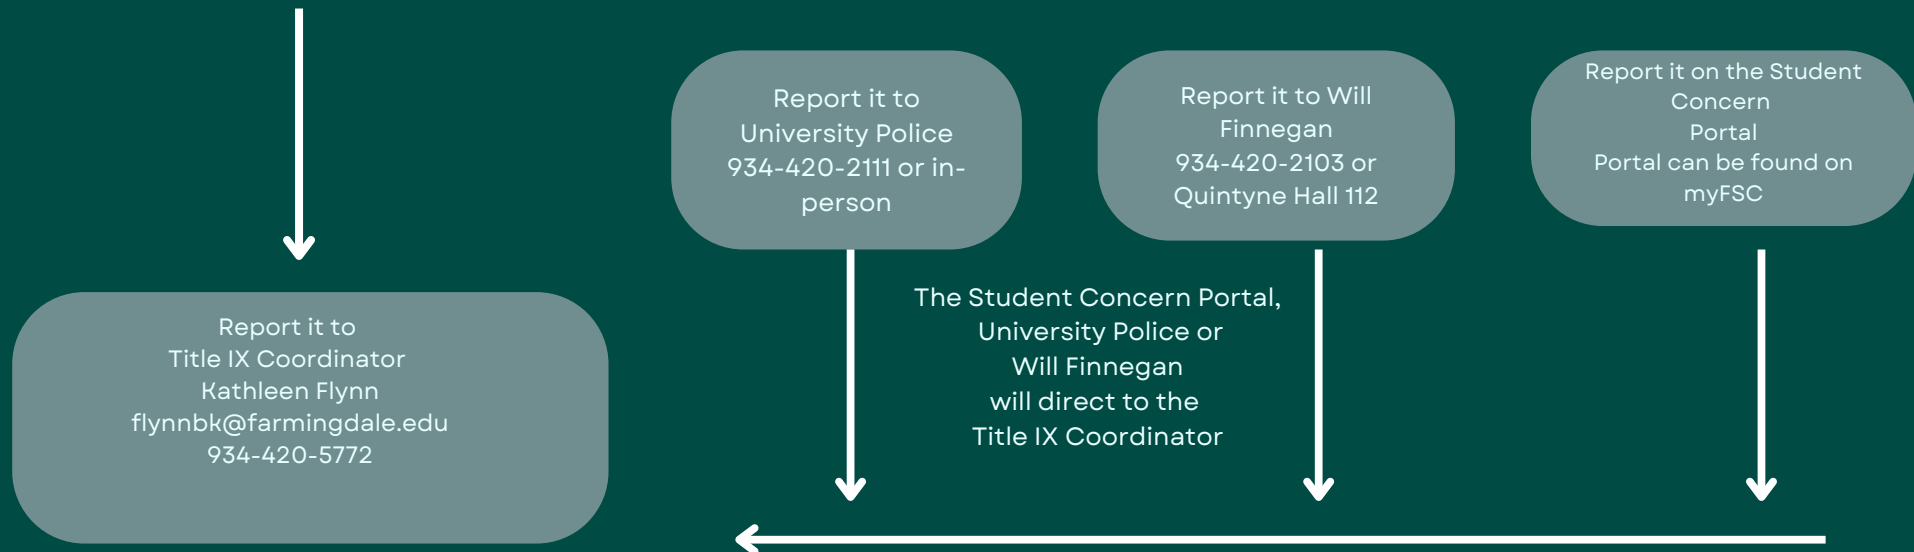 Report it to
University Police
934-420-2111 or in-
person
Report it to Will
Finnegan
934-420-2103 or
Quintyne Hall 112
Report it on the Student
Concern
Portal
Portal can be found on
myFSC
Report it to
Title IX Coordinator
Kathleen Flynn
flynnbk@farmingdale.edu
934-420-5772
The Student Concern Portal,
University Police or
Will Finnegan
will direct to the
Title IX Coordinator